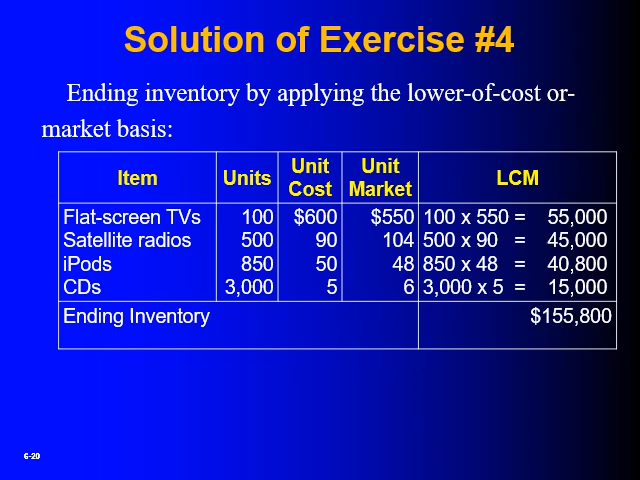 Solution of Exercise #4
Ending inventory by applying the lower-of-cost or-
market basis:
Item Units Unit Cost Unit Market LCM
Flat-screen TVs 100 $600 $550 100 x 550 = 55,000
Satellite radios 500 90 104 500 x 90 = 45,000
iPods 850 50 48 850 x 48 = 40,800
CDs 3,000 5 6 3,000 x 5 = 15,000
Ending Inventory $155,800
6-20